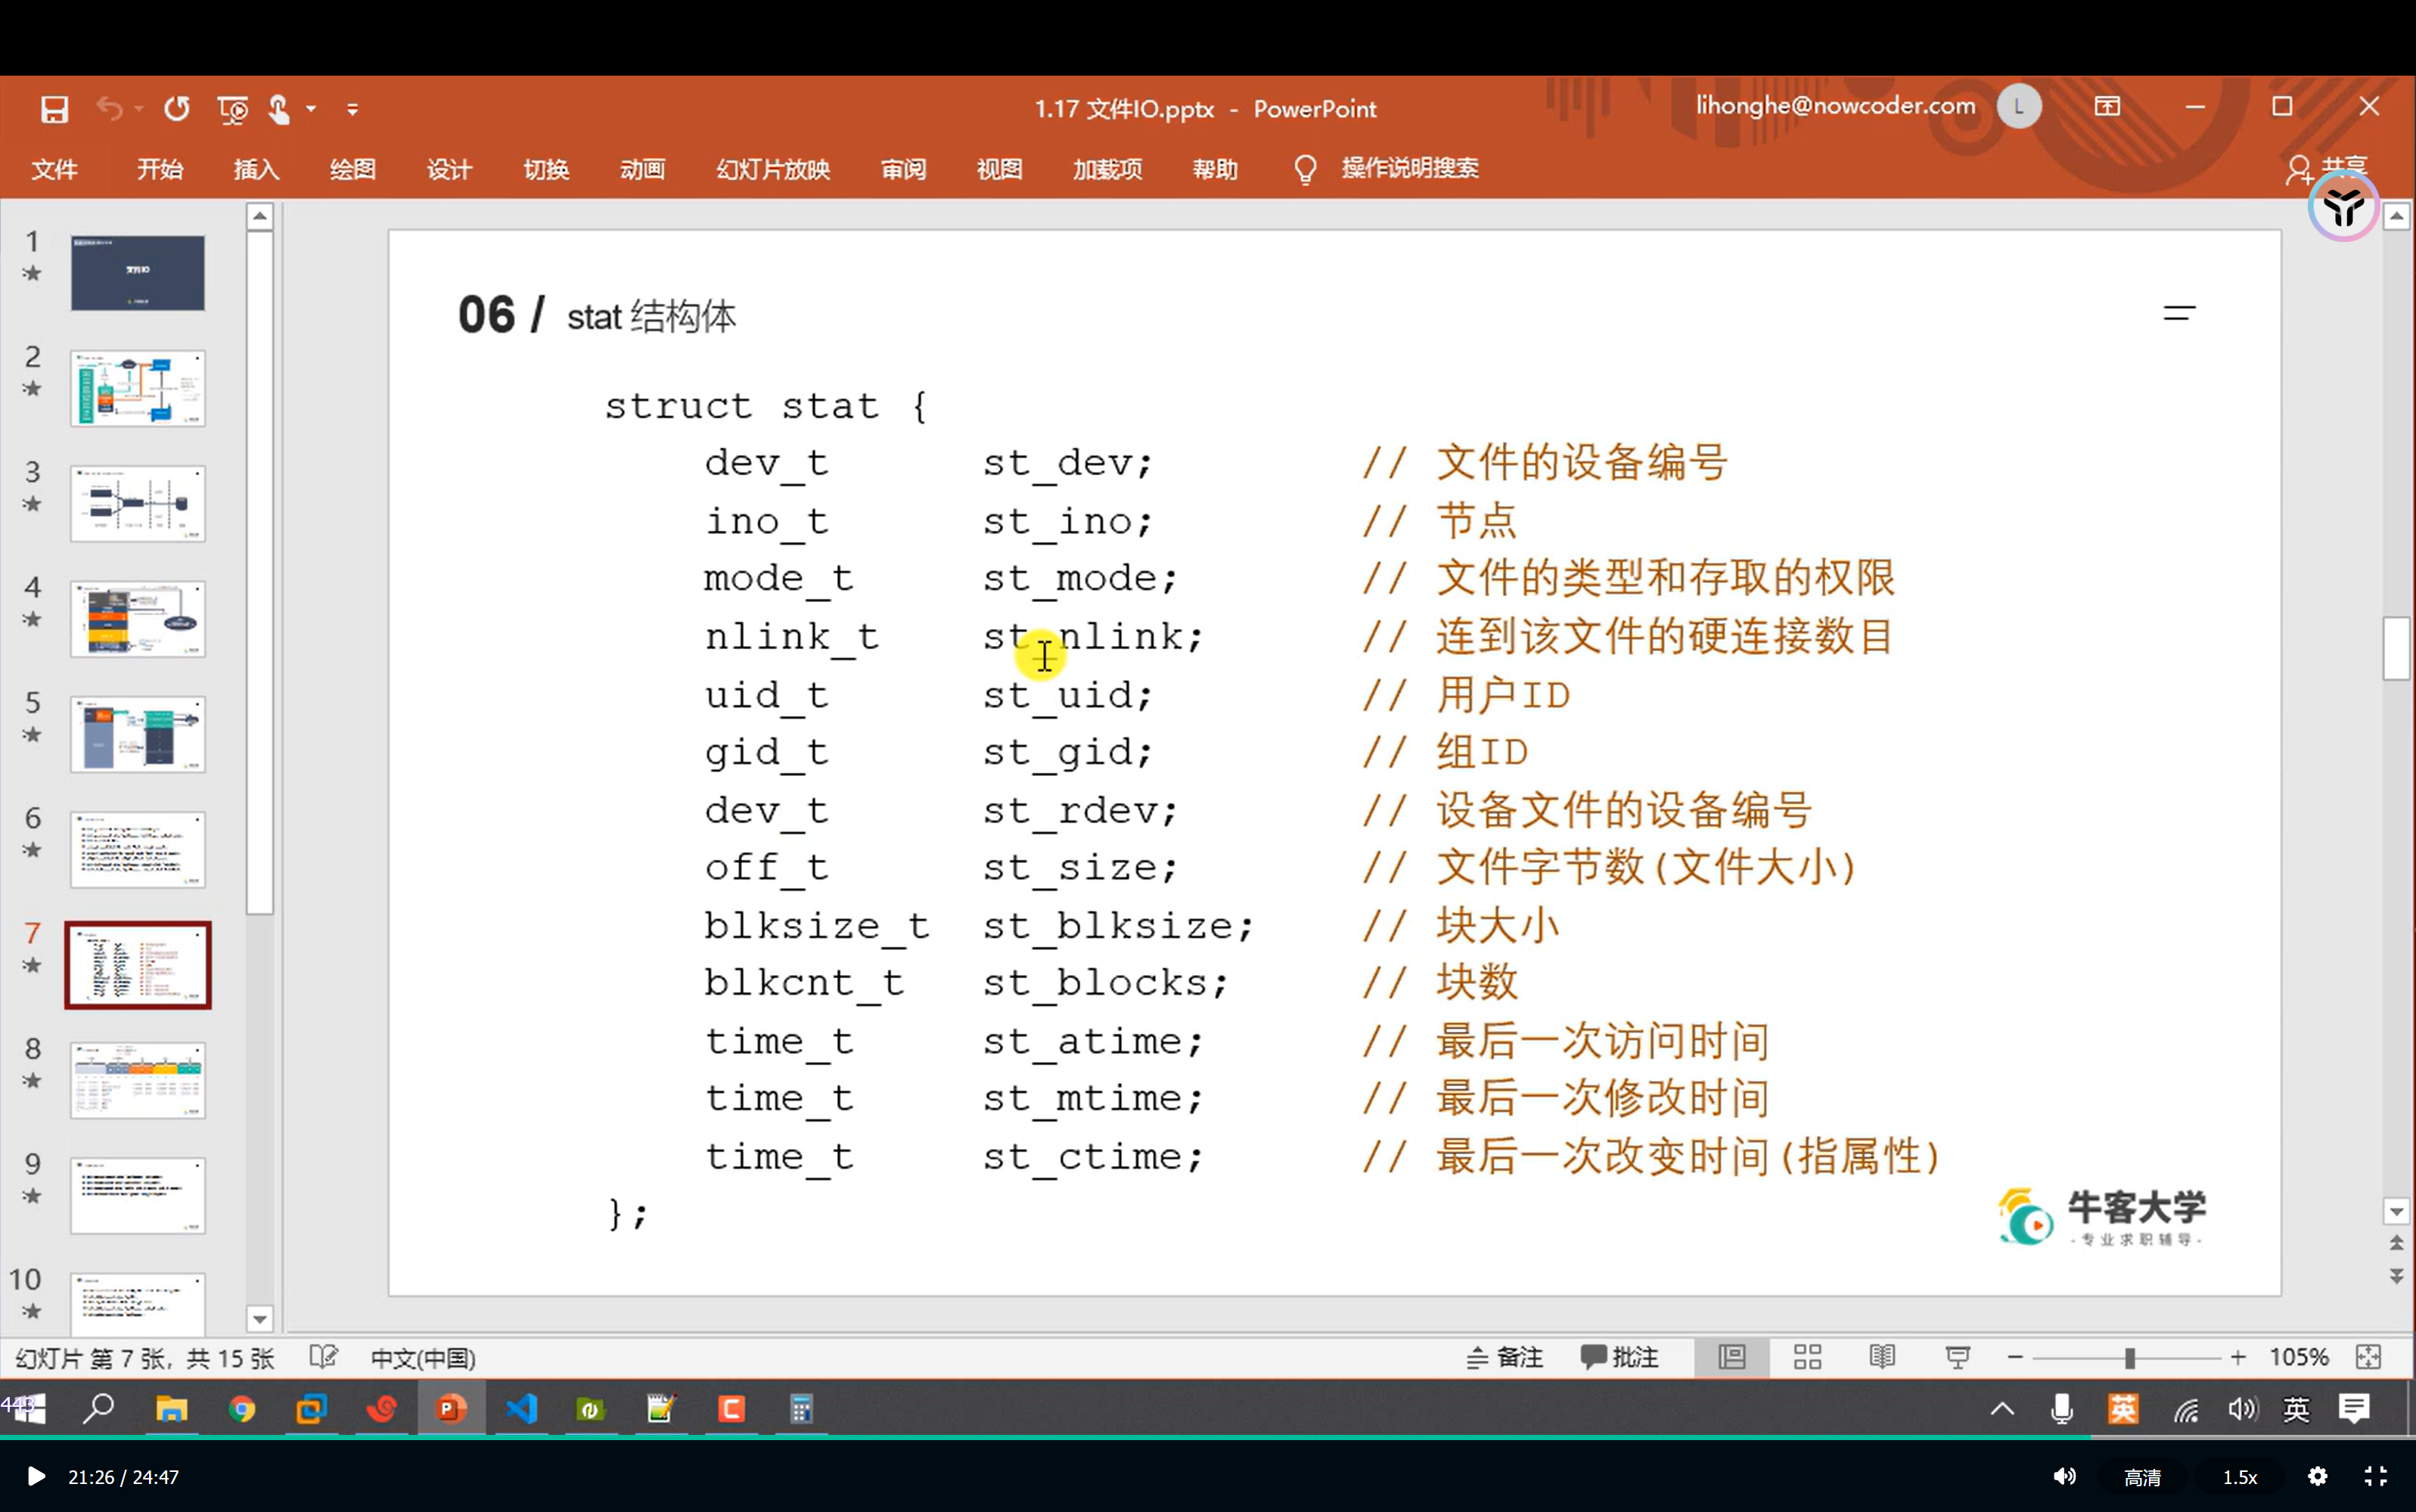 1.17 文件IO.pptx - PowerPoint
lihonghe@nowcoder.com
L
文件 开始 插入 绘图 设计 切换 动画 幻灯片放映 审阅 视图 加载项 帮助 操作说明搜索
共享
1
文件IO
2
3
4
5
6
7
8
9
10
06 / stat 结构体
struct stat {
dev_t st_dev; // 文件的设备编号
ino_t st_ino; // 节点
mode_t st_mode; // 文件的类型和存取的权限
nlink_t st_nlink; // 连到该文件的硬连接数目
uid_t st_uid; // 用户ID
gid_t st_gid; // 组ID
dev_t st_rdev; // 设备文件的设备编号
off_t st_size; // 文件字节数(文件大小)
blksize_t st_blksize; // 块大小
blkcnt_t st_blocks; // 块数
time_t st_atime; // 最后一次访问时间
time_t st_mtime; // 最后一次修改时间
time_t st_ctime; // 最后一次改变时间(指属性)
};
牛客大学
·专业求职辅导·
幻灯片 第 7 张，共 15 张 中文(中国) 备注 批注 105%
443
英 英
21:26 / 24:47 高清 1.5x